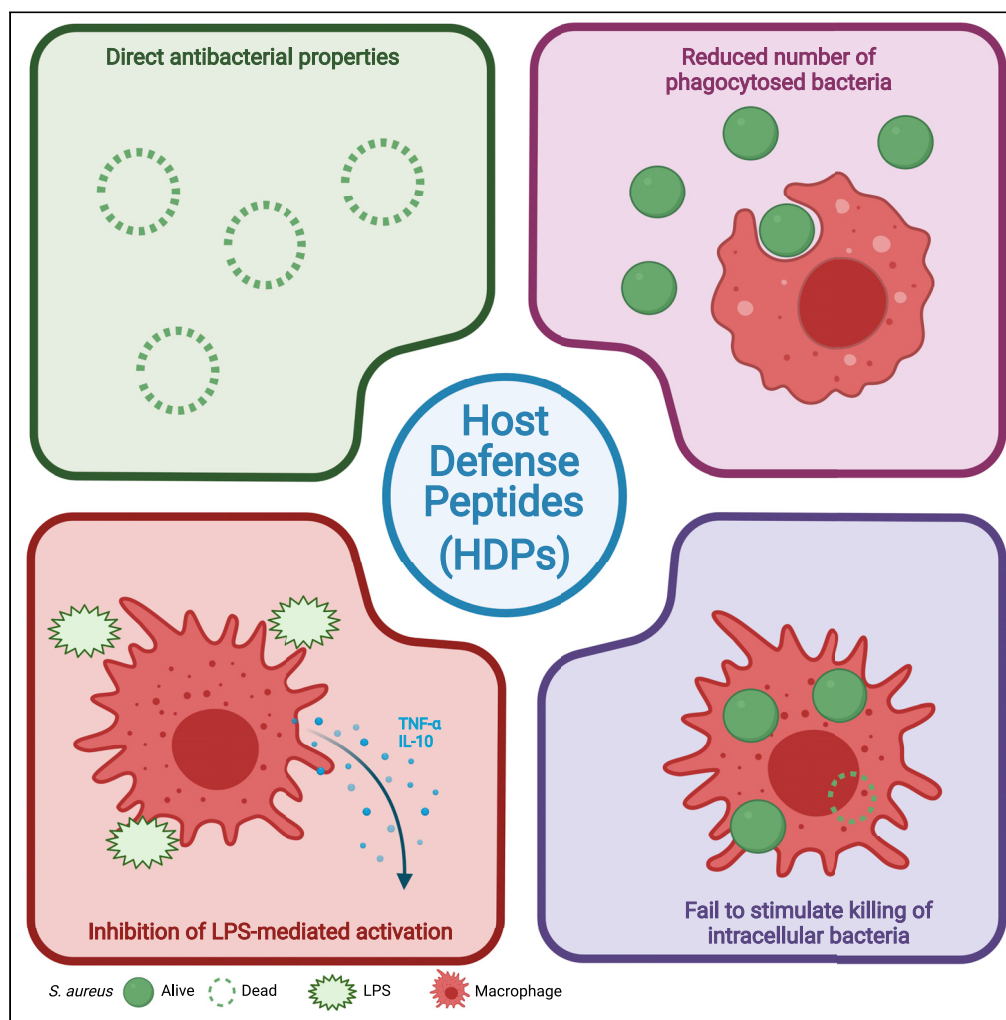 Direct antibacterial properties
Reduced number of
phagocytosed bacteria
Host
Defense
Peptides
(HDPs)
TNF-α
IL-10
Inhibition of LPS-mediated activation
Fail to stimulate killing of
intracellular bacteria
S. aureus Alive Dead LPS Macrophage